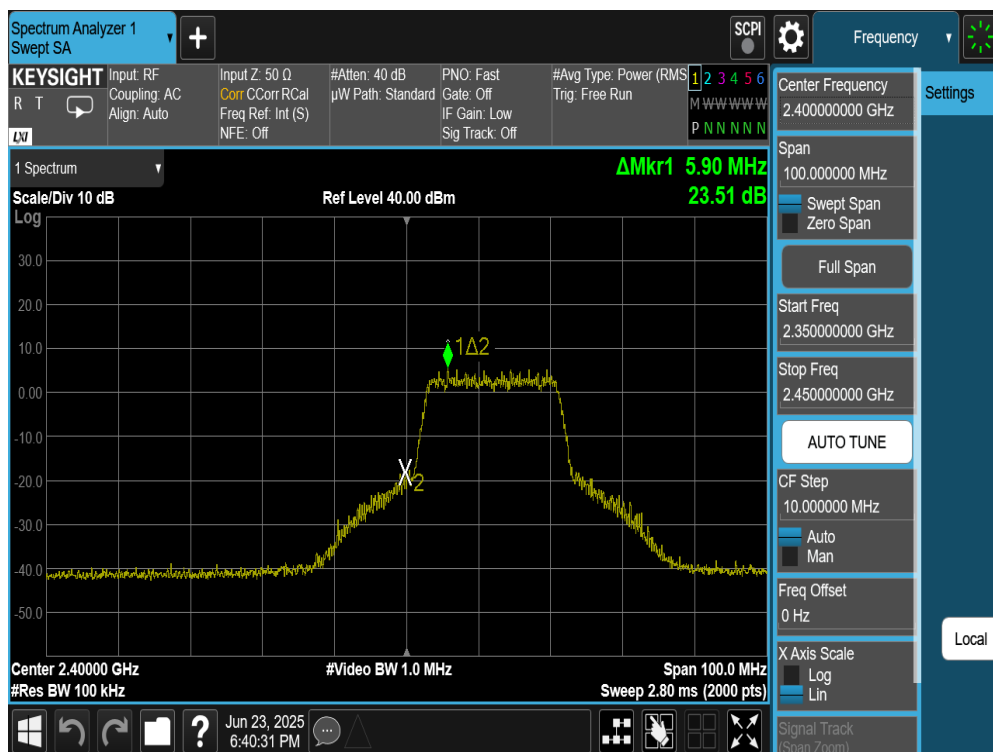 Spectrum Analyzer 1
Swept SA
+
SCPI
Frequency
KEYSIGHT
R T
LXI
Input: RF
Coupling: AC
Align: Auto
Input Z: 50 Ω
Corr CCorr RCal
Freq Ref: Int (S)
NFE: Off
#Atten: 40 dB
µW Path: Standard
PNO: Fast
Gate: Off
IF Gain: Low
Sig Track: Off
#Avg Type: Power (RMS
Trig: Free Run
1 2 3 4 5 6
M W W W W W
P N N N N N
1 Spectrum
ΔMkr1 5.90 MHz
23.51 dB
Scale/Div 10 dB
Ref Level 40.00 dBm
Log
30.0
20.0
10.0
0.00
-10.0
-20.0
-30.0
-40.0
-50.0
1Δ2
X2
Center 2.40000 GHz
#Video BW 1.0 MHz
Span 100.0 MHz
#Res BW 100 kHz
Sweep 2.80 ms (2000 pts)
Center Frequency
2.400000000 GHz
Span
100.000000 MHz
Swept Span
Zero Span
Full Span
Start Freq
2.350000000 GHz
Stop Freq
2.450000000 GHz
AUTO TUNE
CF Step
10.000000 MHz
Auto
Man
Freq Offset
0 Hz
X Axis Scale
Log
Lin
Signal Track
(Span Zoom)
Settings
Local
?
Jun 23, 2025
6:40:31 PM